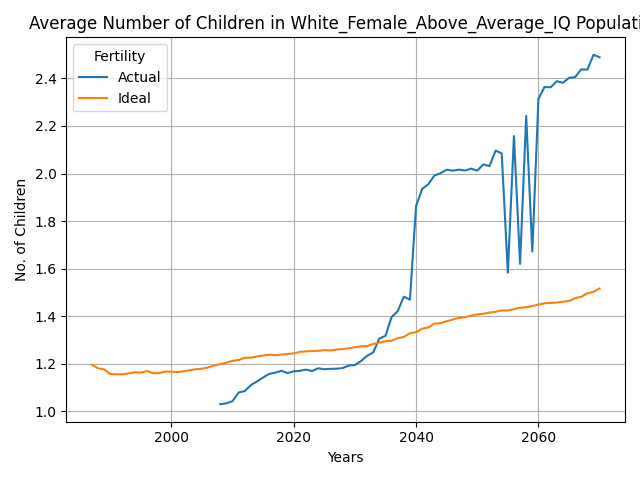 Average Number of Children in White_Female_Above_Average_IQ Populati
Fertility
Actual
Ideal
2.4
2.2
2.0
1.8
1.6
1.4
1.2
1.0
No. of Children
2000
2020
2040
2060
Years